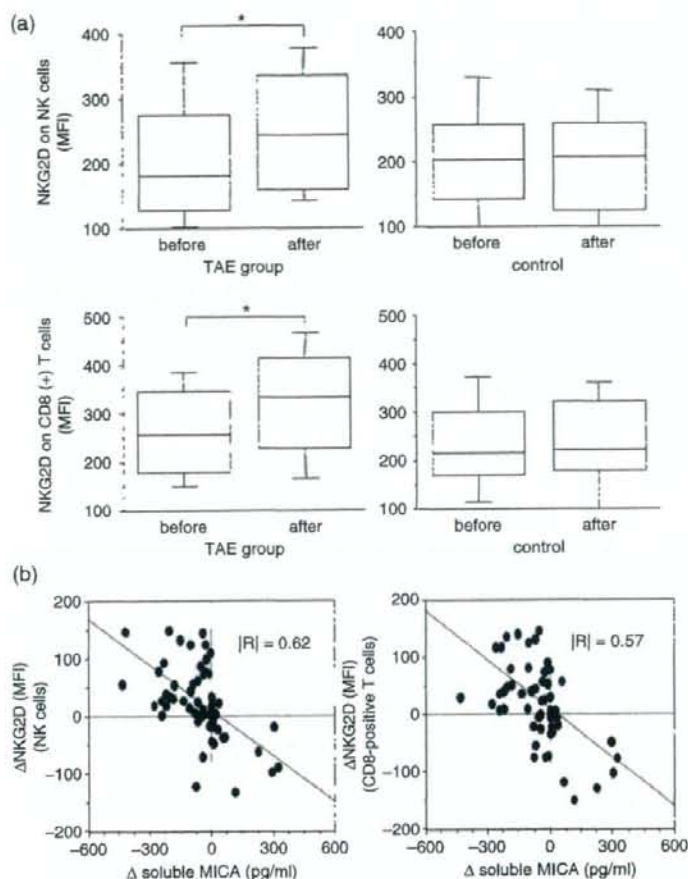 (a)
*
400
300
200
100
NKG2D on NK cells
(MFI)
before after
TAE group
400
300
200
100
before after
control
*
500
400
300
200
100
NKG2D on CD8 (+) T cells
(MFI)
before after
TAE group
500
400
300
200
100
before after
control
(b)
200
100
0
−100
−200
ΔNKG2D (MFI)
(NK cells)
|R| = 0.62
−600 −300 0 300 600
Δ soluble MICA (pg/ml)
200
100
0
−100
−200
ΔNKG2D (MFI)
(CD8-positive T cells)
|R| = 0.57
−600 −300 0 300 600
Δ soluble MICA (pg/ml)